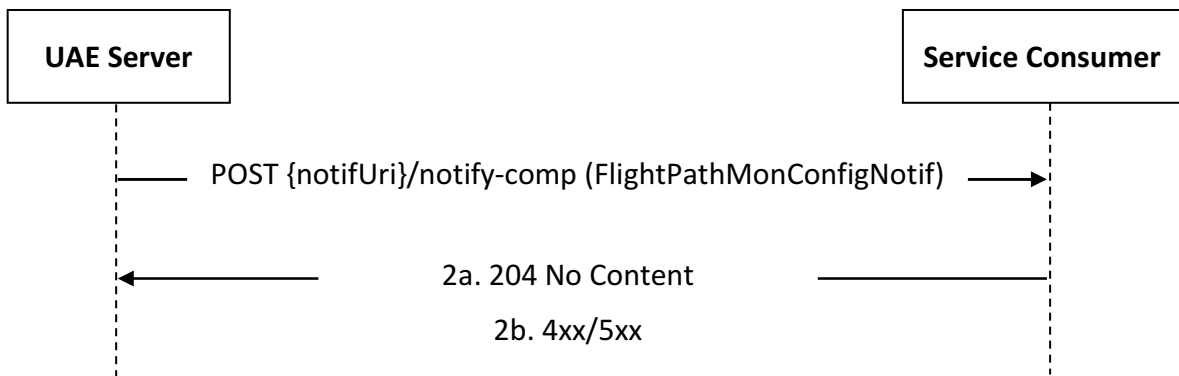 UAE Server
Service Consumer
POST {notifUri}/notify-comp (FlightPathMonConfigNotif)
2a. 204 No Content
2b. 4xx/5xx